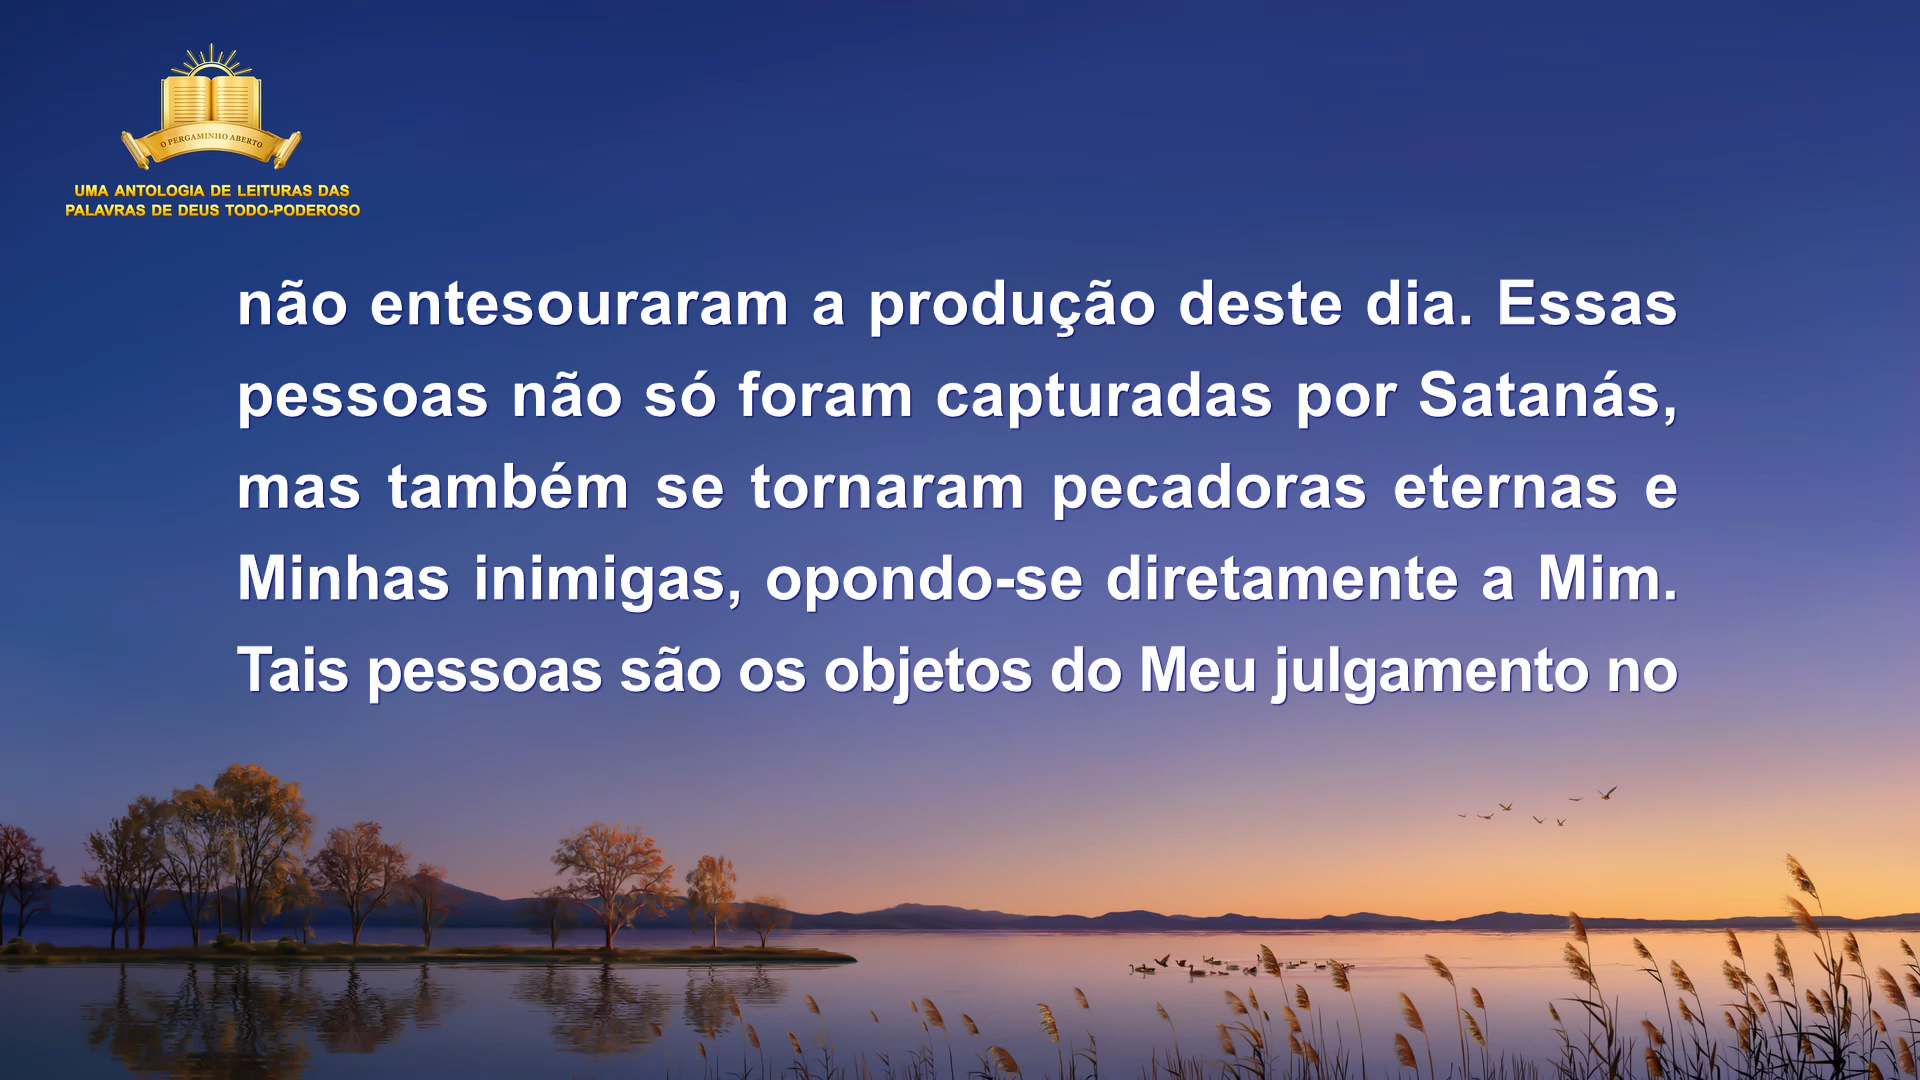 O PERGAMINHO ABERTO
UMA ANTOLOGIA DE LEITURAS DAS
PALAVRAS DE DEUS TODO-PODEROSO
não entesouraram a produção deste dia. Essas
pessoas não só foram capturadas por Satanás,
mas também se tornaram pecadoras eternas e
Minhas inimigas, opondo-se diretamente a Mim.
Tais pessoas são os objetos do Meu julgamento no